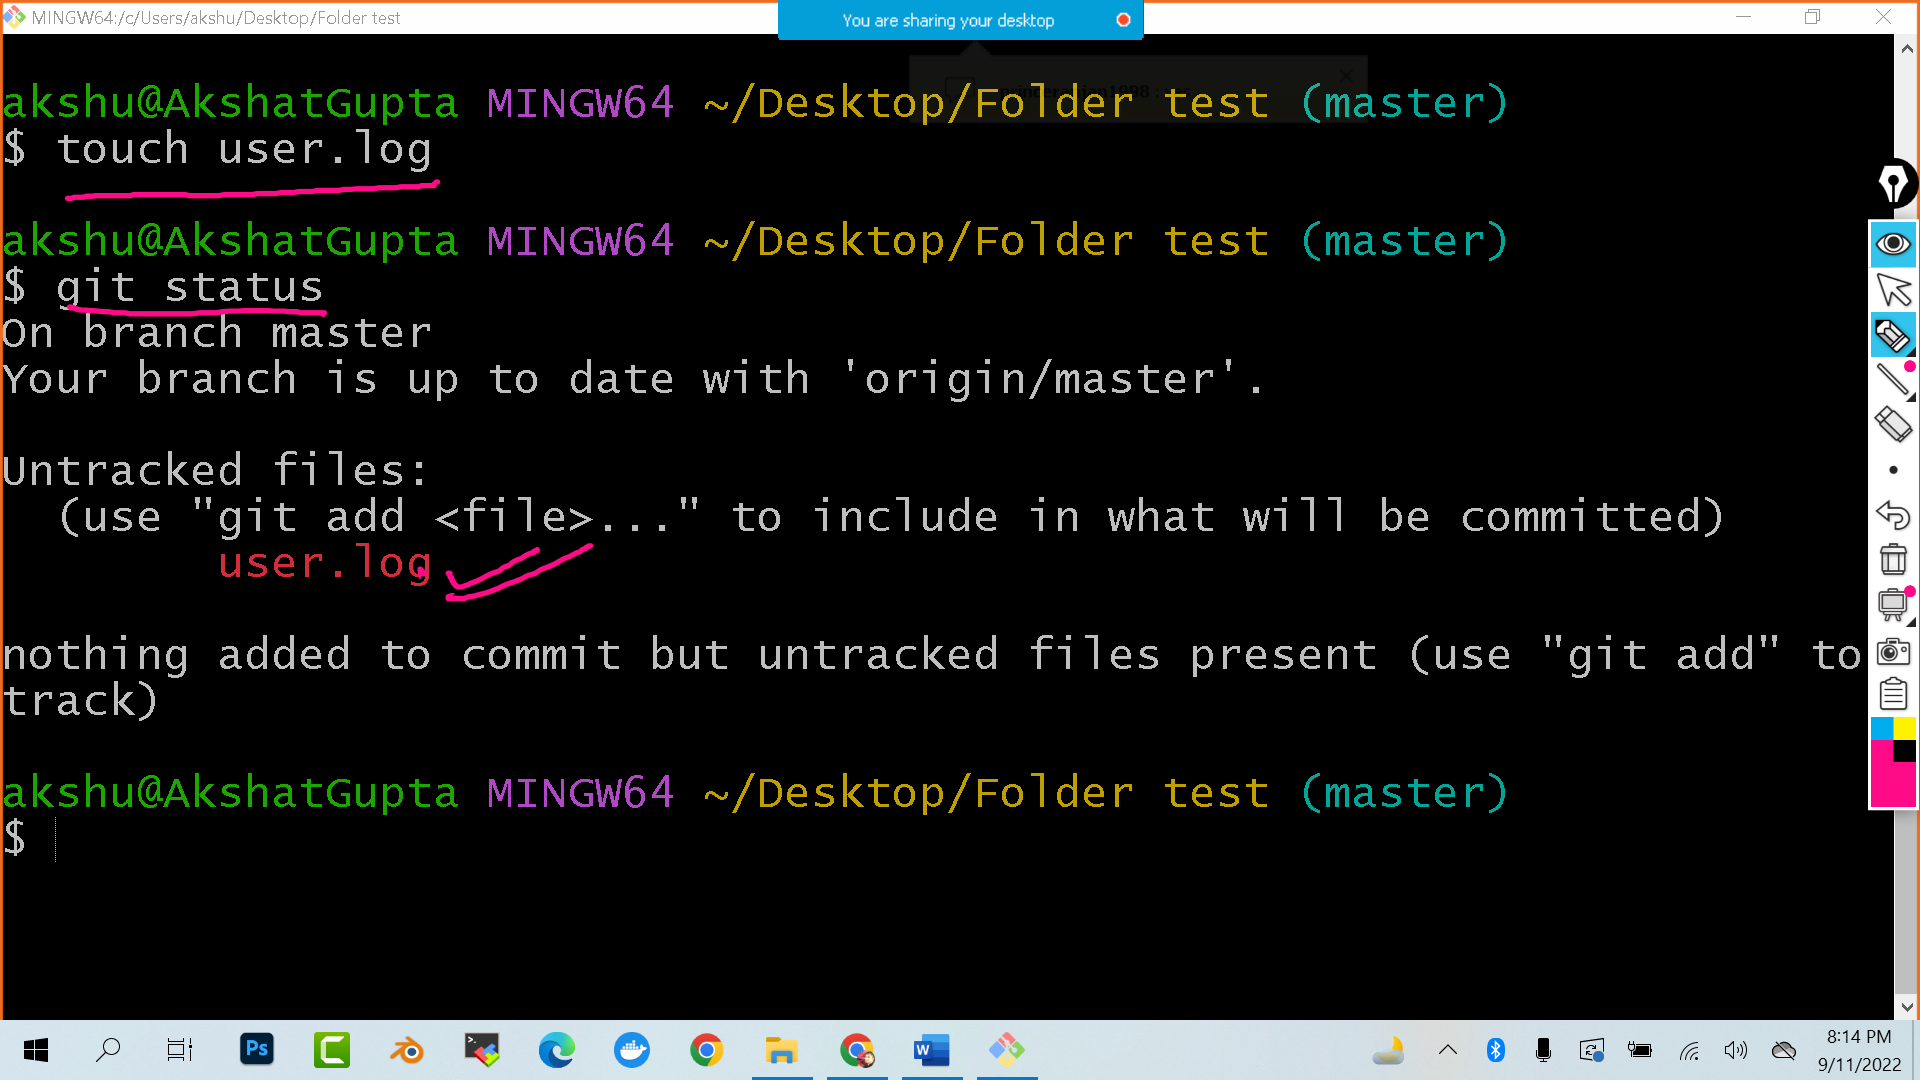 MINGW64:/c/Users/akshu/Desktop/Folder test
You are sharing your desktop
akshu@AkshatGupta MINGW64 ~/Desktop/Folder test (master)
$ touch user.log
akshu@AkshatGupta MINGW64 ~/Desktop/Folder test (master)
$ git status
On branch master
Your branch is up to date with 'origin/master'.
Untracked files:
(use "git add <file>..." to include in what will be committed)
user.log
nothing added to commit but untracked files present (use "git add" to
track)
akshu@AkshatGupta MINGW64 ~/Desktop/Folder test (master)
$
Ps
C
W
8:14 PM
9/11/2022